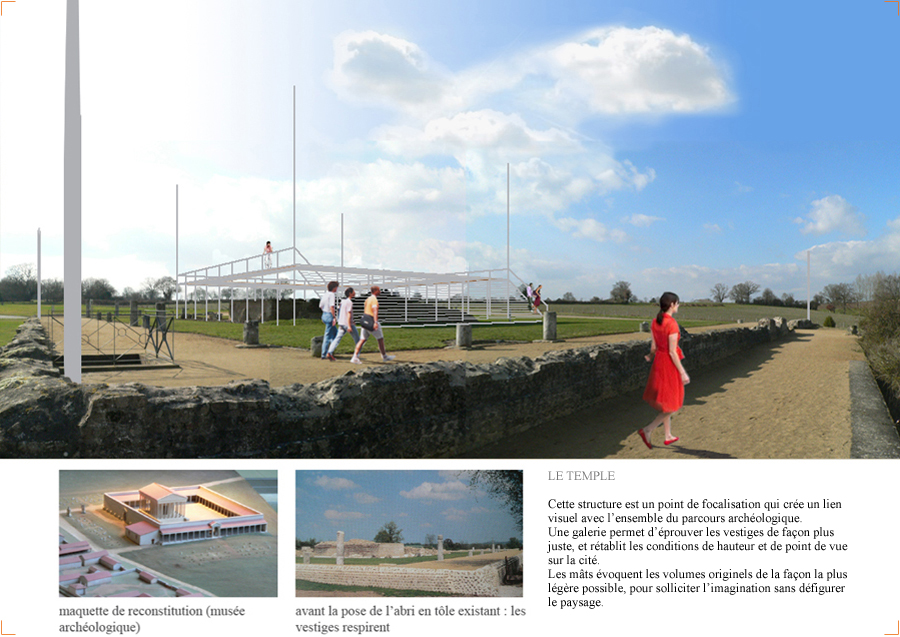 LE TEMPLE
Cette structure est un point de focalisation qui crée un lien
visuel avec l'ensemble du parcours archéologique.
Une galerie permet d'éprouver les vestiges de façon plus
juste, et rétablit les conditions de hauteur et de point de vue
sur la cité.
Les mâts évoquent les volumes originels de la façon la plus
légère possible, pour solliciter l'imagination sans défigurer
le paysage.
maquette de reconstitution (musée
archéologique)
avant la pose de l'abri en tôle existant : les
vestiges respirent